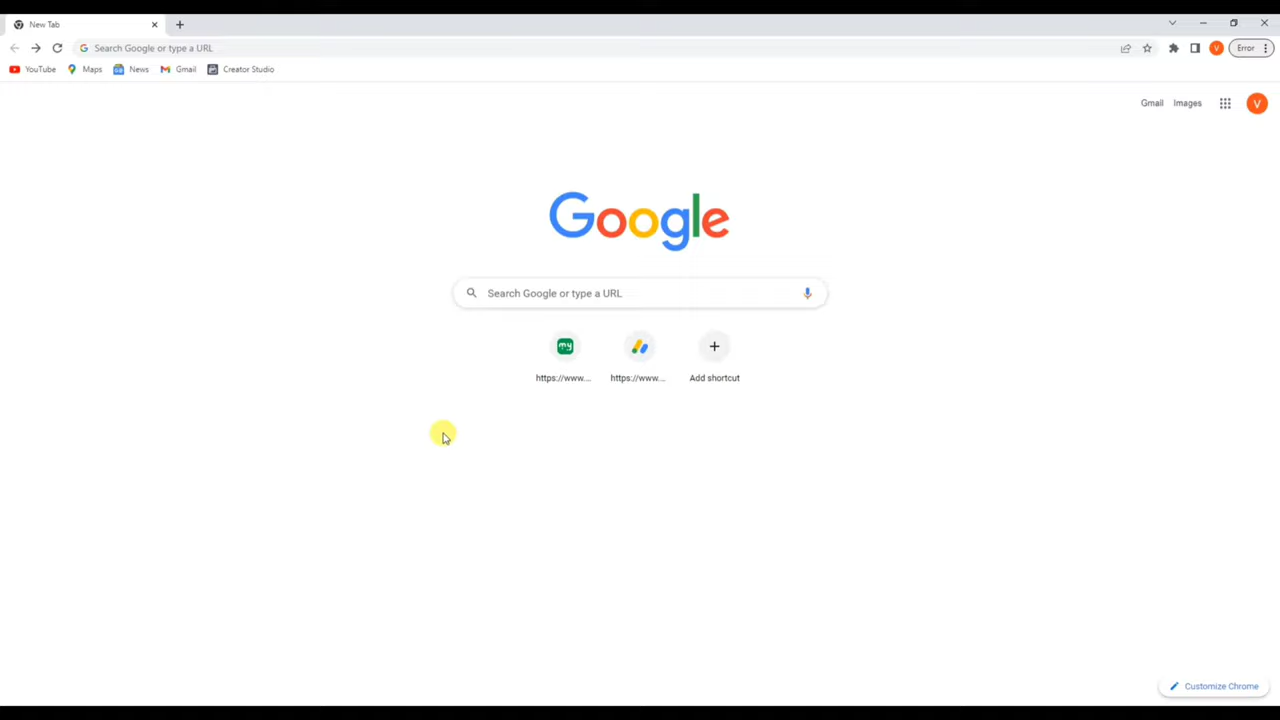 New Tab
Search Google or type a URL
Error
YouTube
Maps
News
Gmail
Creator Studio
Gmail
Images
V
Google
Search Google or type a URL
my
https://www....
https://www....
Add shortcut
Customize Chrome